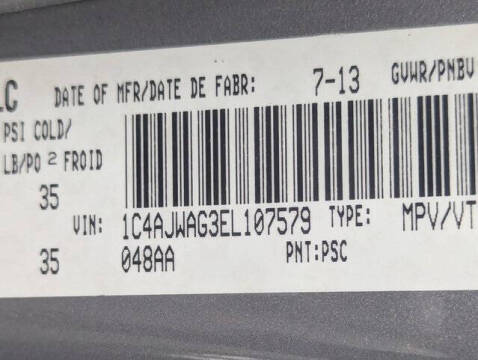 LC DATE OF MFR/DATE DE FABR: 7-13 GVWR/PNBV
PSI COLD/
LB/PO 2 FROID
35
VIN: 1C4AJWAG3EL107579 TYPE: MPV/VT
35 048AA PNT:PSC